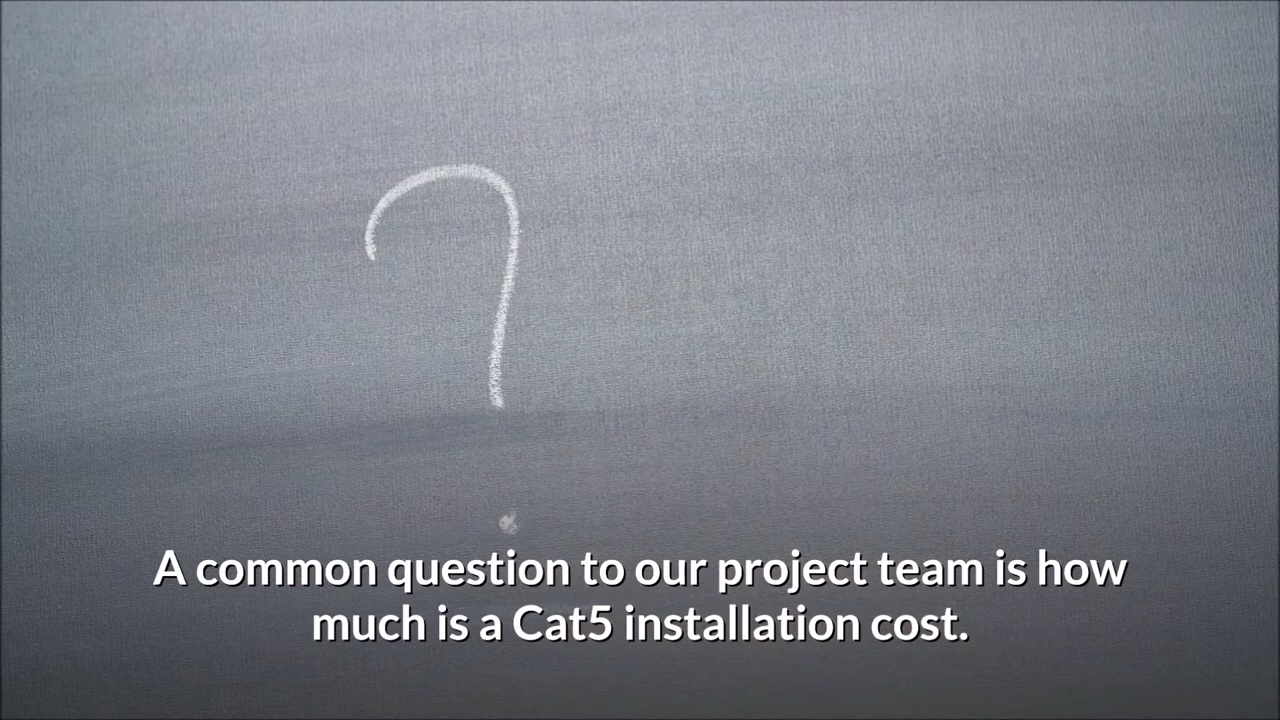 ?
A common question to our project team is how
much is a Cat5 installation cost.